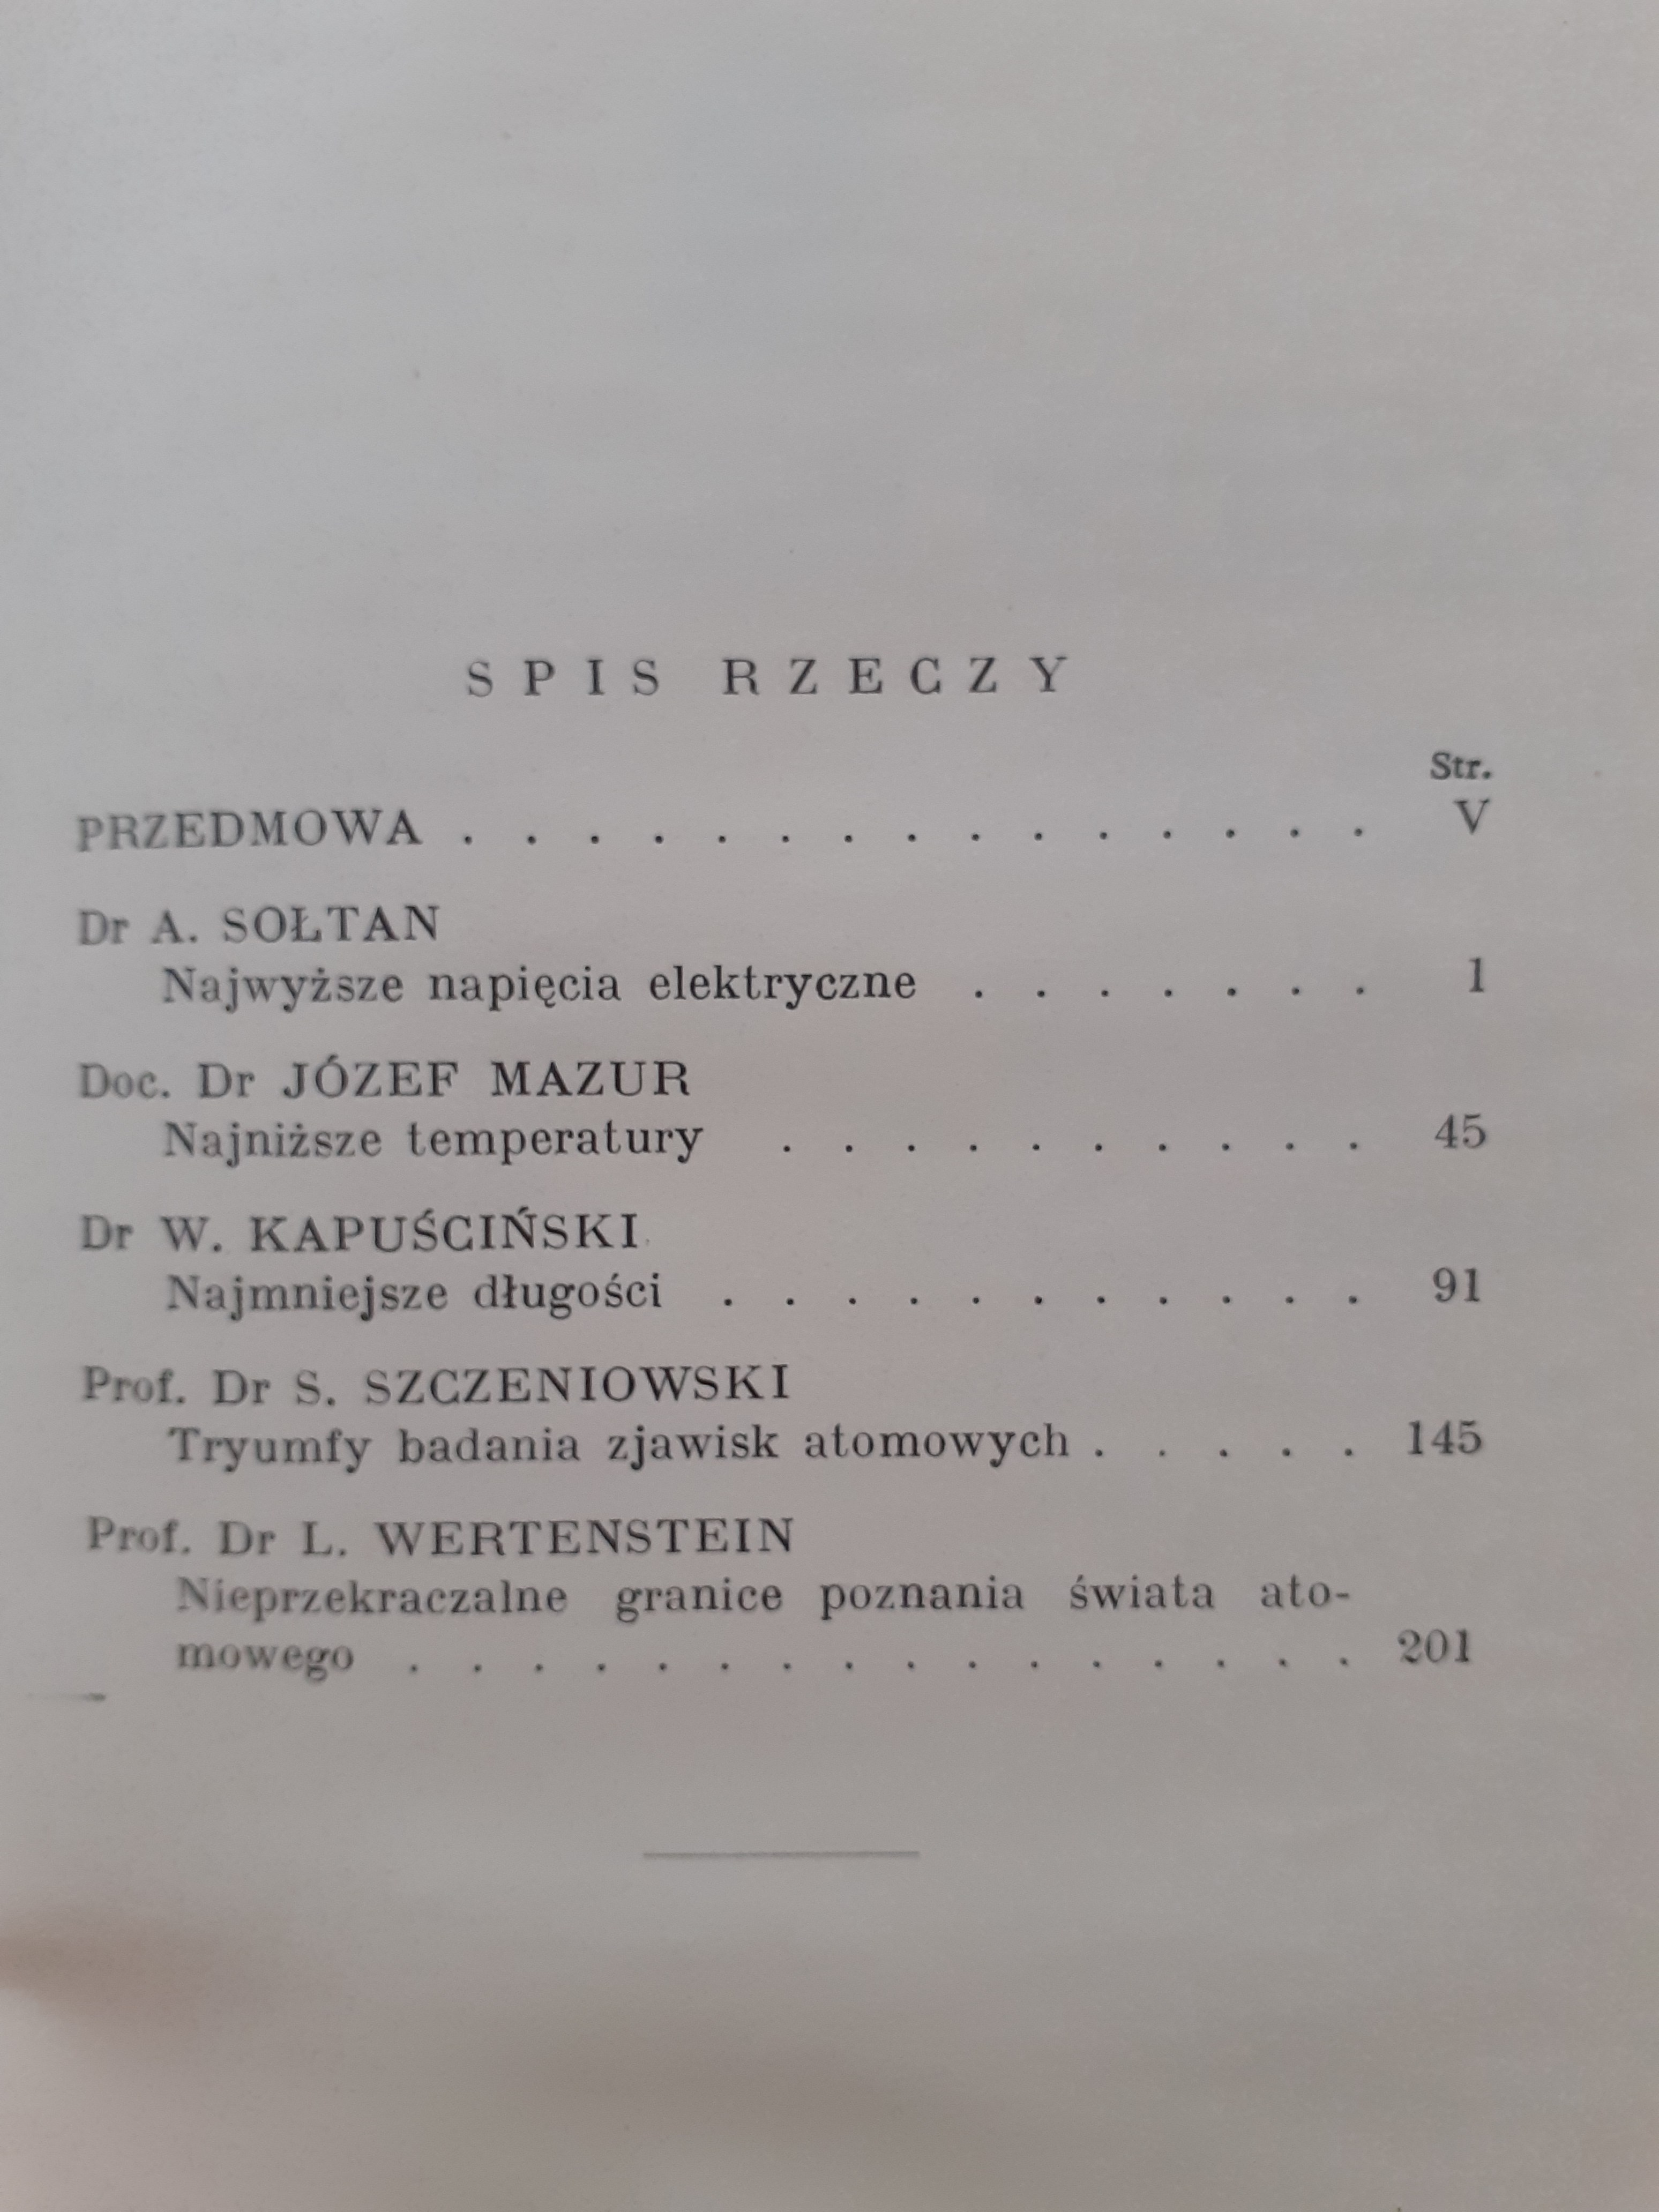 SPIS RZECZY
Str.
PRZEDMOWA . . . . . . . . . . . . . . . V
Dr A. SOŁTAN
Najwyższe napięcia elektryczne . . . . . . . 1
Doc. Dr JÓZEF MAZUR
Najniższe temperatury . . . . . . . . . . 45
Dr W. KAPUŚCIŃSKI
Najmniejsze długości . . . . . . . . . . . 91
Prof. Dr S. SZCZENIOWSKI
Tryumfy badania zjawisk atomowych . . . . . 145
Prof. Dr L. WERTENSTEIN
Nieprzekraczalne granice poznania świata ato-
mowego . . . . . . . . . . . . . . . . 201